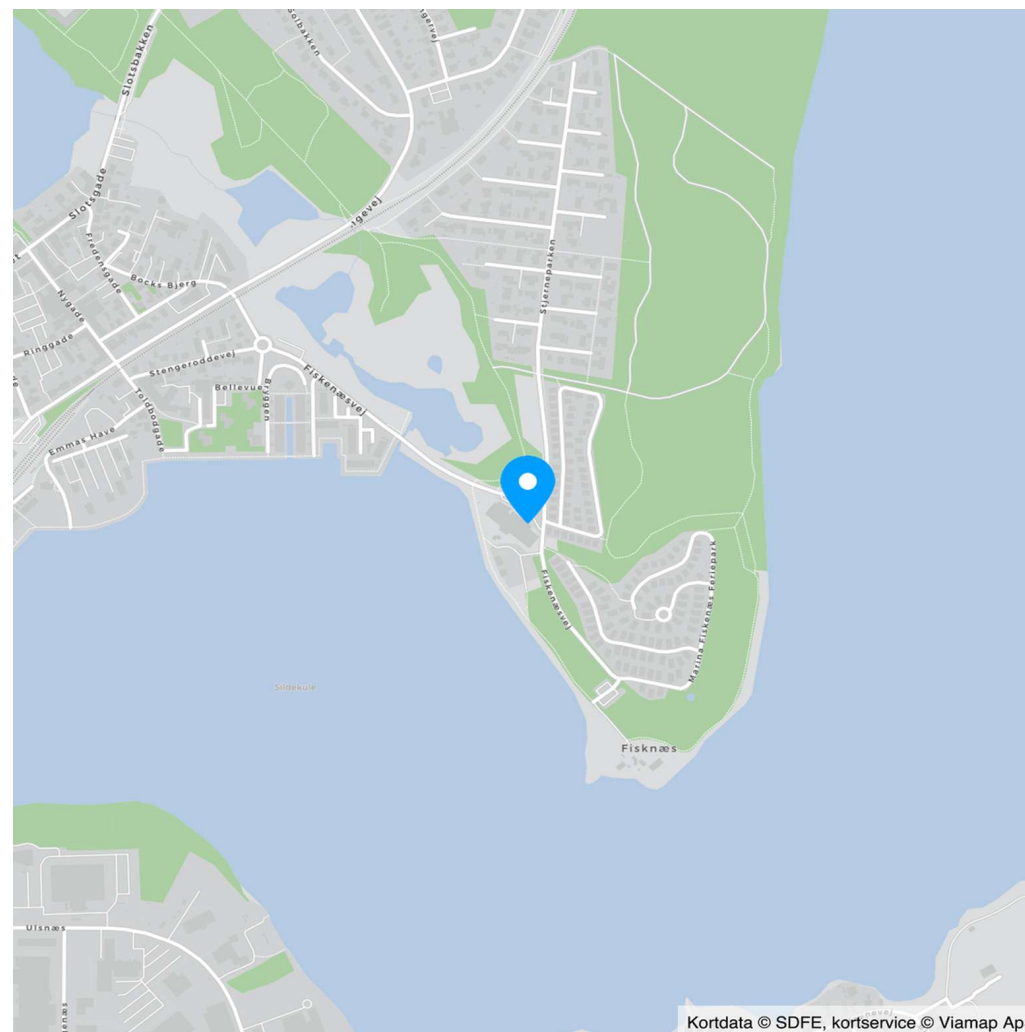 Slotsbakken
Solbakken
Slotsgade
Fredensgade
Bocks Bjerg
Nygade
Ringgade
Stengeroddevej
Bellevue
Bryggen
Fiskenæsvej
Toldbodgade
Emmas Have
Stjerneparken
Fiskenæsvej
Marina Fiskenæs Feriepark
Sildekule
Fisknæs
Ulsnæs
Kortdata © SDFE, kortservice © Viamap Ap